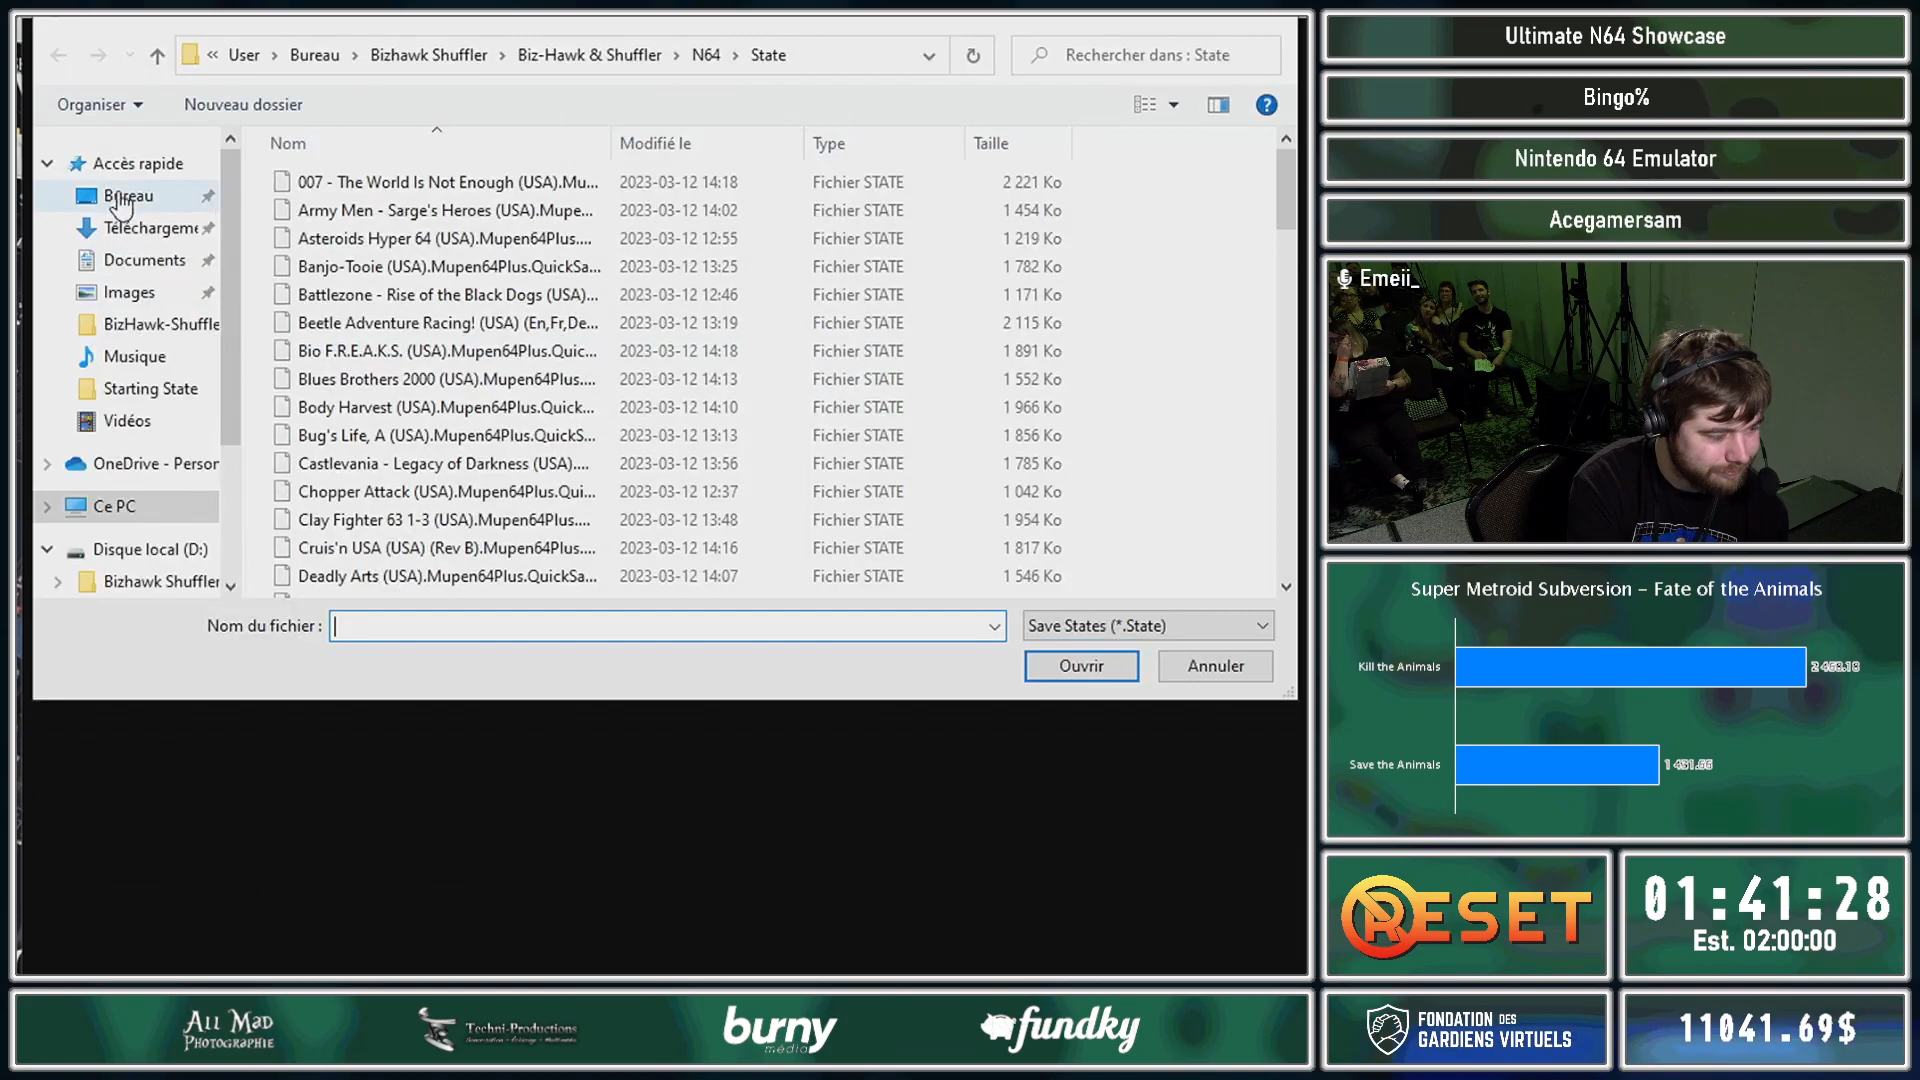 « User › Bureau › Bizhawk Shuffler › Biz-Hawk & Shuffler › N64 › State
Rechercher dans : State
Organiser
Nouveau dossier
Nom
Modifié le
Type
Taille
Accès rapide
Bureau
Téléchargeme
Documents
Images
BizHawk-Shuffle
Musique
Starting State
Vidéos
OneDrive - Person
Ce PC
Disque local (D:)
Bizhawk Shuffler
007 - The World Is Not Enough (USA).Mu... 2023-03-12 14:18 Fichier STATE 2 221 Ko
Army Men - Sarge's Heroes (USA).Mupe... 2023-03-12 14:02 Fichier STATE 1 454 Ko
Asteroids Hyper 64 (USA).Mupen64Plus.... 2023-03-12 12:55 Fichier STATE 1 219 Ko
Banjo-Tooie (USA).Mupen64Plus.QuickSa... 2023-03-12 13:25 Fichier STATE 1 782 Ko
Battlezone - Rise of the Black Dogs (USA)... 2023-03-12 12:46 Fichier STATE 1 171 Ko
Beetle Adventure Racing! (USA) (En,Fr,De... 2023-03-12 13:19 Fichier STATE 2 115 Ko
Bio F.R.E.A.K.S. (USA).Mupen64Plus.Quic... 2023-03-12 14:18 Fichier STATE 1 891 Ko
Blues Brothers 2000 (USA).Mupen64Plus.... 2023-03-12 14:13 Fichier STATE 1 552 Ko
Body Harvest (USA).Mupen64Plus.Quick... 2023-03-12 14:10 Fichier STATE 1 966 Ko
Bug's Life, A (USA).Mupen64Plus.QuickS... 2023-03-12 13:13 Fichier STATE 1 856 Ko
Castlevania - Legacy of Darkness (USA).... 2023-03-12 13:56 Fichier STATE 1 785 Ko
Chopper Attack (USA).Mupen64Plus.Qui... 2023-03-12 12:37 Fichier STATE 1 042 Ko
Clay Fighter 63 1-3 (USA).Mupen64Plus.... 2023-03-12 13:48 Fichier STATE 1 954 Ko
Cruis'n USA (USA) (Rev B).Mupen64Plus.... 2023-03-12 14:16 Fichier STATE 1 817 Ko
Deadly Arts (USA).Mupen64Plus.QuickSa... 2023-03-12 14:07 Fichier STATE 1 546 Ko
Nom du fichier :
Save States (*.State)
Ouvrir
Annuler
Ultimate N64 Showcase
Bingo%
Nintendo 64 Emulator
Acegamersam
Emeii_
Super Metroid Subversion - Fate of the Animals
Kill the Animals
Save the Animals
RESET
01:41:28
Est. 02:00:00
All Mad
Photographie
Techni-Productions
burny
media
fundky
FONDATION DES
GARDIENS VIRTUELS
11041.69$